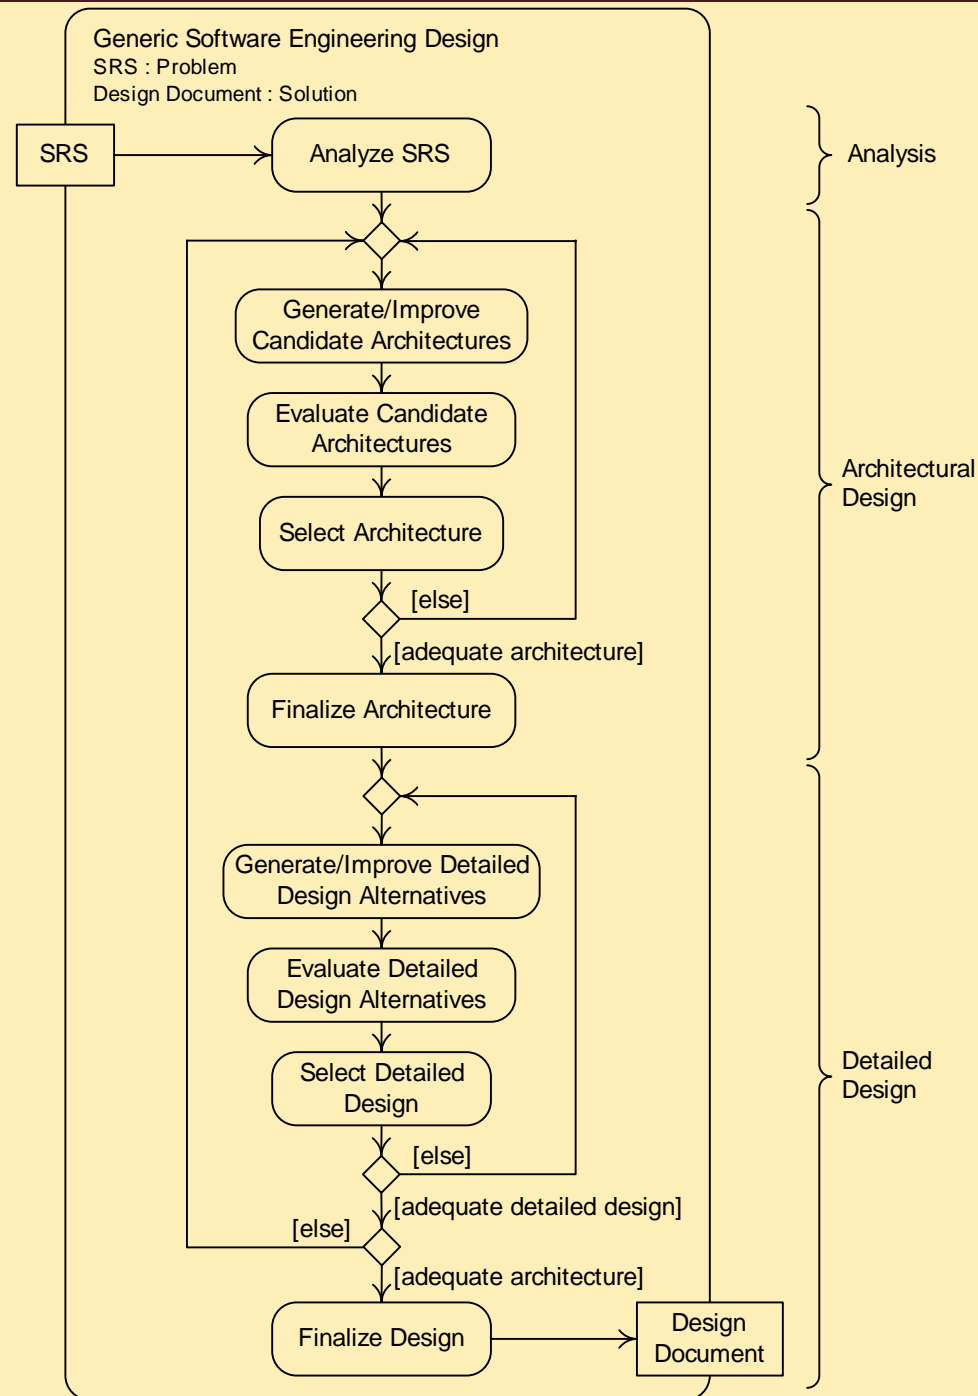 Generic Software Engineering Design
SRS : Problem
Design Document : Solution
SRS
Analyze SRS
Analysis
Generate/Improve
Candidate Architectures
Evaluate Candidate
Architectures
Architectural
Design
Select Architecture
[else]
[adequate architecture]
Finalize Architecture
Generate/Improve Detailed
Design Alternatives
Evaluate Detailed
Design Alternatives
Select Detailed
Design
Detailed
Design
[else]
[adequate detailed design]
[else]
[adequate architecture]
Finalize Design
Design
Document